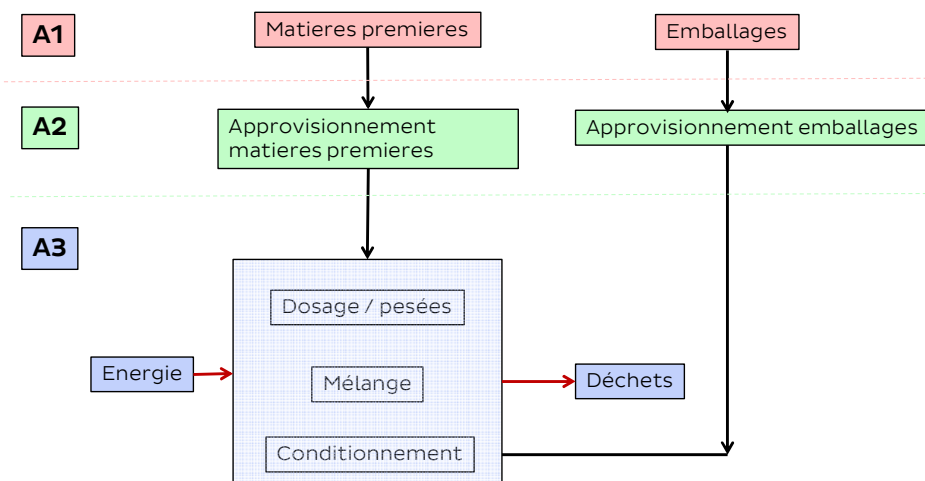 A1
Matieres premieres
Emballages
A2
Approvisionnement
matieres premieres
Approvisionnement emballages
A3
Dosage / pesées
Energie
Mélange
Déchets
Conditionnement